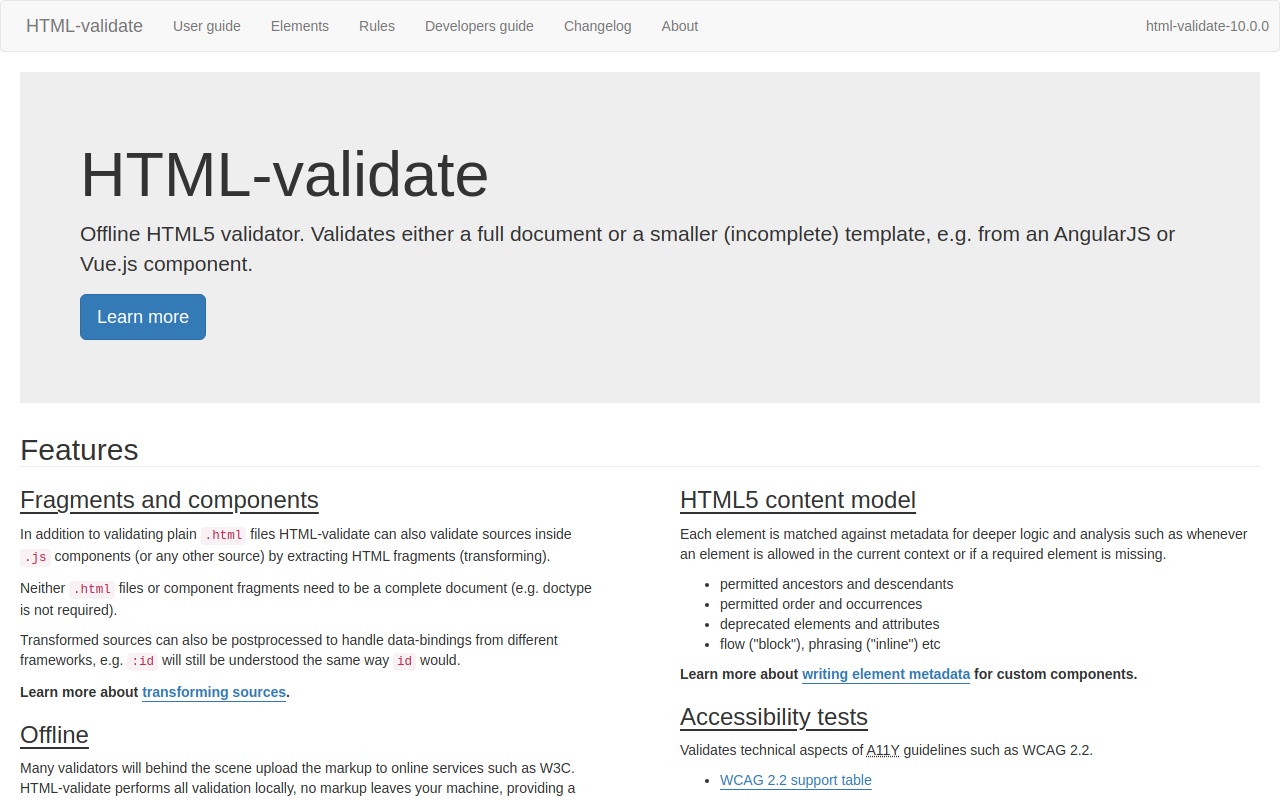 HTML-validate User guide Elements Rules Developers guide Changelog About html-validate-10.0.0
HTML-validate
Offline HTML5 validator. Validates either a full document or a smaller (incomplete) template, e.g. from an AngularJS or
Vue.js component.
Learn more
Features
Fragments and components
In addition to validating plain .html files HTML-validate can also validate sources inside
.js components (or any other source) by extracting HTML fragments (transforming).
Neither .html files or component fragments need to be a complete document (e.g. doctype
is not required).
Transformed sources can also be postprocessed to handle data-bindings from different
frameworks, e.g. :id will still be understood the same way id would.
Learn more about transforming sources.
Offline
Many validators will behind the scene upload the markup to online services such as W3C.
HTML-validate performs all validation locally, no markup leaves your machine, providing a
HTML5 content model
Each element is matched against metadata for deeper logic and analysis such as whenever
an element is allowed in the current context or if a required element is missing.
• permitted ancestors and descendants
• permitted order and occurrences
• deprecated elements and attributes
• flow ("block"), phrasing ("inline") etc
Learn more about writing element metadata for custom components.
Accessibility tests
Validates technical aspects of A11Y guidelines such as WCAG 2.2.
• WCAG 2.2 support table